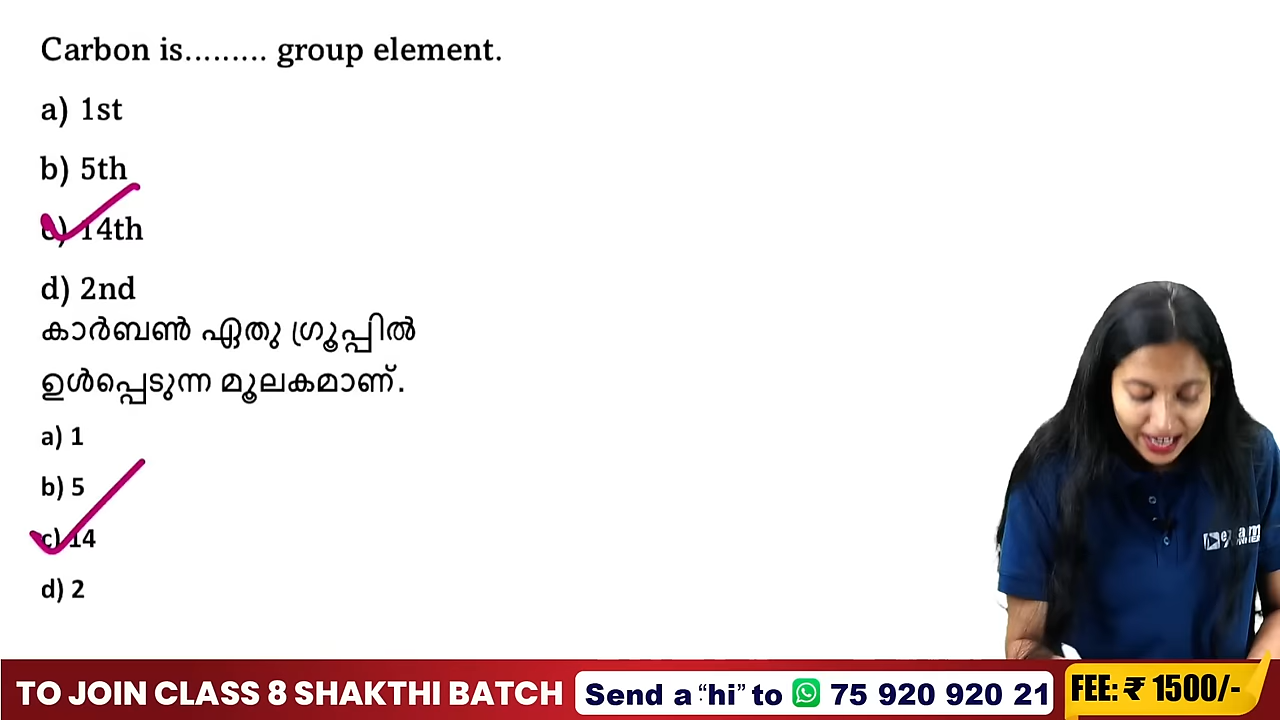 Carbon is......... group element.
a) 1st
b) 5th
c) 14th
d) 2nd
കാർബൺ ഏതു ഗ്രൂപ്പിൽ
ഉൾപ്പെടുന്ന മൂലകമാണ്.
a) 1
b) 5
c) 14
d) 2
TO JOIN CLASS 8 SHAKTHI BATCH Send a “hi” to 75 920 920 21 FEE: ₹ 1500/-